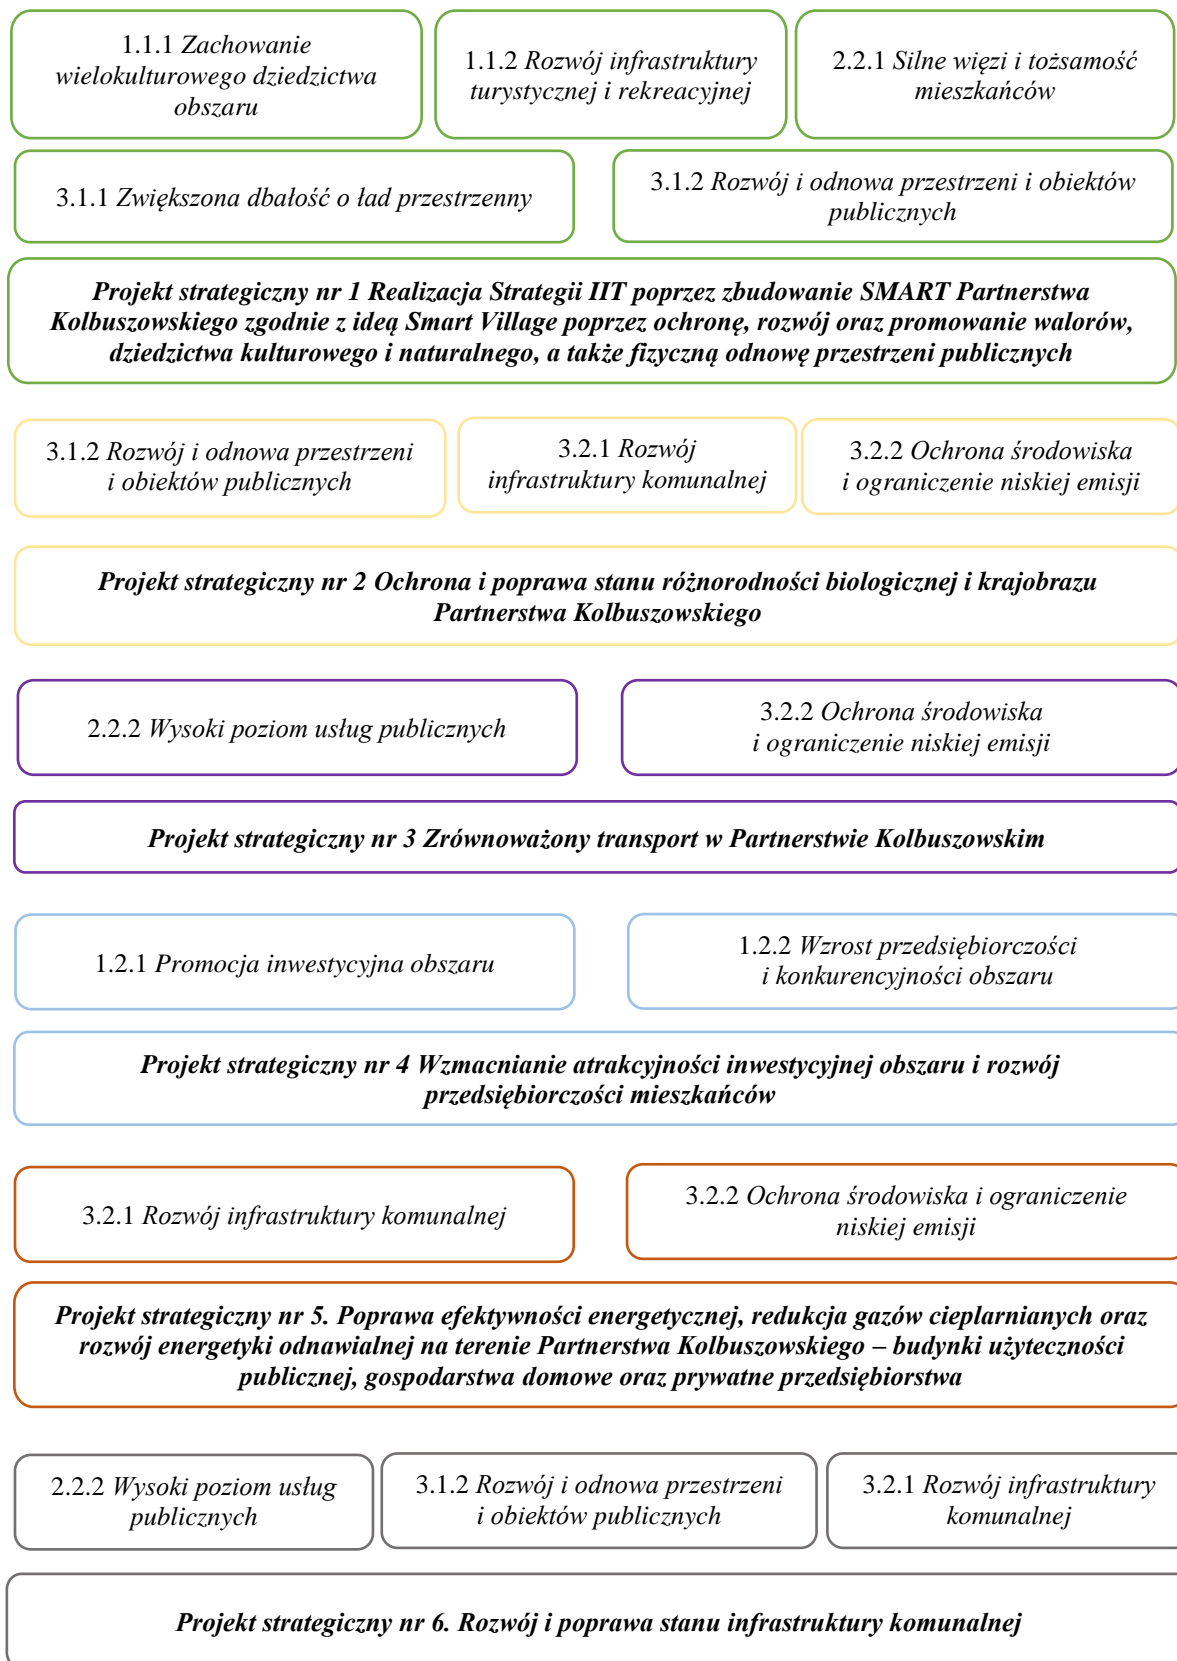 1.1.1 Zachowanie
wielokulturowego dziedzictwa
obszaru
1.1.2 Rozwój infrastruktury
turystycznej i rekreacyjnej
2.2.1 Silne więzi i tożsamość
mieszkańców
3.1.1 Zwiększona dbałość o ład przestrzenny
3.1.2 Rozwój i odnowa przestrzeni i obiektów
publicznych
Projekt strategiczny nr 1 Realizacja Strategii IIT poprzez zbudowanie SMART Partnerstwa
Kolbuszowskiego zgodnie z ideą Smart Village poprzez ochronę, rozwój oraz promowanie walorów,
dziedzictwa kulturowego i naturalnego, a także fizyczną odnowę przestrzeni publicznych
3.1.2 Rozwój i odnowa przestrzeni
i obiektów publicznych
3.2.1 Rozwój
infrastruktury komunalnej
3.2.2 Ochrona środowiska
i ograniczenie niskiej emisji
Projekt strategiczny nr 2 Ochrona i poprawa stanu różnorodności biologicznej i krajobrazu
Partnerstwa Kolbuszowskiego
2.2.2 Wysoki poziom usług publicznych
3.2.2 Ochrona środowiska
i ograniczenie niskiej emisji
Projekt strategiczny nr 3 Zrównoważony transport w Partnerstwie Kolbuszowskim
1.2.1 Promocja inwestycyjna obszaru
1.2.2 Wzrost przedsiębiorczości
i konkurencyjności obszaru
Projekt strategiczny nr 4 Wzmacnianie atrakcyjności inwestycyjnej obszaru i rozwój
przedsiębiorczości mieszkańców
3.2.1 Rozwój infrastruktury komunalnej
3.2.2 Ochrona środowiska i ograniczenie
niskiej emisji
Projekt strategiczny nr 5. Poprawa efektywności energetycznej, redukcja gazów cieplarnianych oraz
rozwój energetyki odnawialnej na terenie Partnerstwa Kolbuszowskiego – budynki użyteczności
publicznej, gospodarstwa domowe oraz prywatne przedsiębiorstwa
2.2.2 Wysoki poziom usług
publicznych
3.1.2 Rozwój i odnowa przestrzeni
i obiektów publicznych
3.2.1 Rozwój infrastruktury
komunalnej
Projekt strategiczny nr 6. Rozwój i poprawa stanu infrastruktury komunalnej